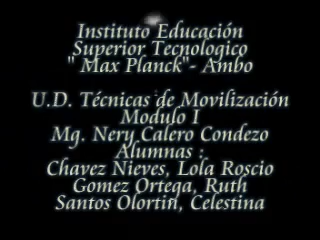 Instituto Educación
Superior Tecnologico
" Max Planck"- Ambo
U.D. Técnicas de Movilización
Modulo I
Mg. Nery Calero Condezo
Alumnas :
Chavez Nieves, Lola Roscio
Gomez Ortega, Ruth
Santos Olortin, Celestina